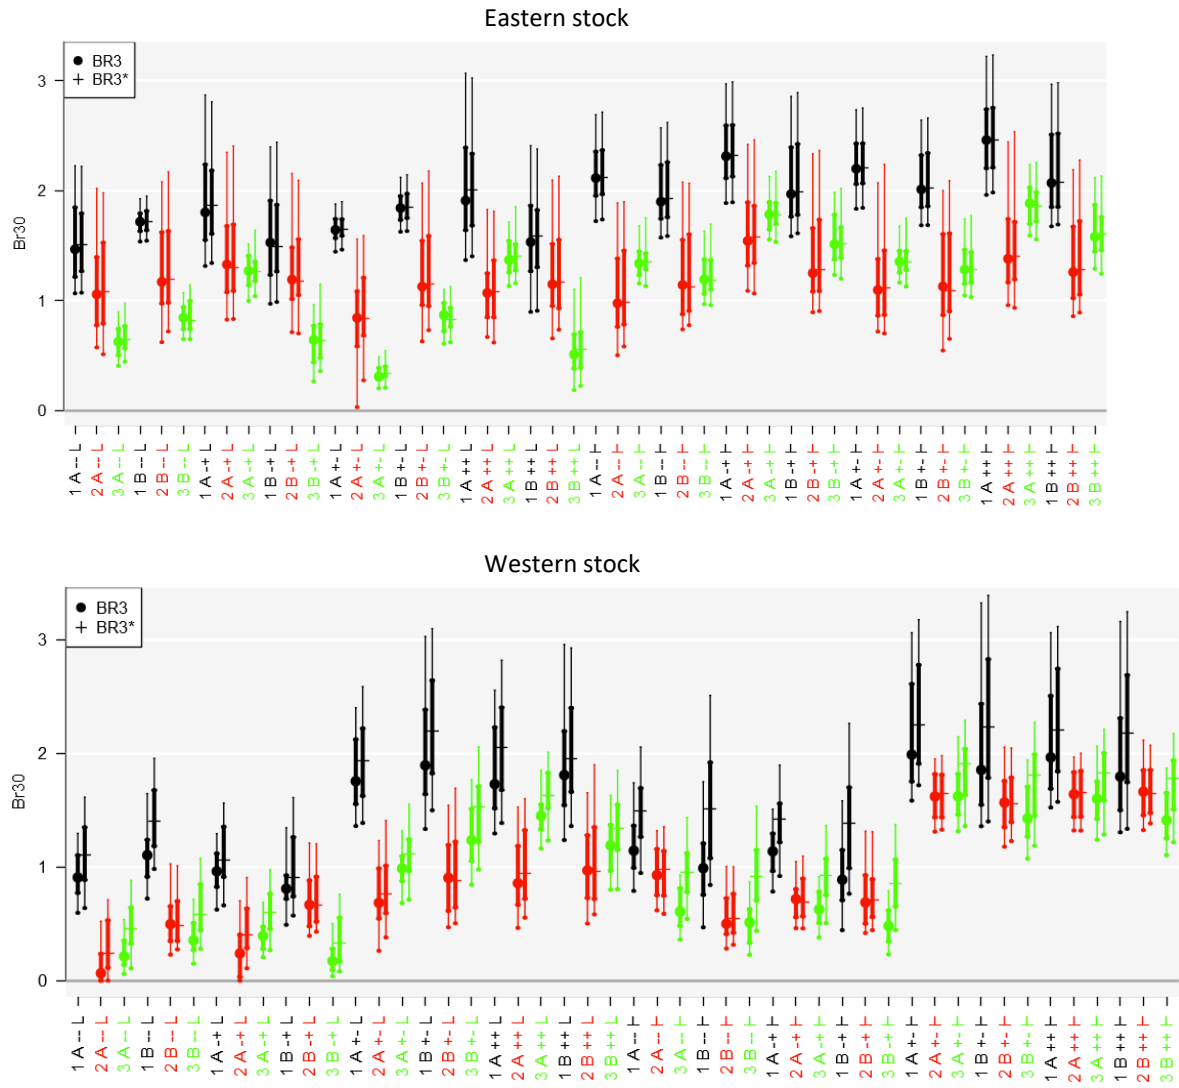 Eastern stock
BR3
BR3*
3
2
1
0
Br30
1 A -- L
2 A -- L
3 A -- L
1 B -- L
2 B -- L
3 B -- L
1 A -+ L
2 A -+ L
3 A -+ L
1 B -+ L
2 B -+ L
3 B -+ L
1 A +- L
2 A +- L
3 A +- L
1 B +- L
2 B +- L
3 B +- L
1 A ++ L
2 A ++ L
3 A ++ L
1 B ++ L
2 B ++ L
3 B ++ L
1 A -- H
2 A -- H
3 A -- H
1 B -- H
2 B -- H
3 B -- H
1 A -+ H
2 A -+ H
3 A -+ H
1 B -+ H
2 B -+ H
3 B -+ H
1 A +- H
2 A +- H
3 A +- H
1 B +- H
2 B +- H
3 B +- H
1 A ++ H
2 A ++ H
3 A ++ H
1 B ++ H
2 B ++ H
3 B ++ H
Western stock
BR3
BR3*
3
2
1
0
Br30
1 A -- L
2 A -- L
3 A -- L
1 B -- L
2 B -- L
3 B -- L
1 A -+ L
2 A -+ L
3 A -+ L
1 B -+ L
2 B -+ L
3 B -+ L
1 A +- L
2 A +- L
3 A +- L
1 B +- L
2 B +- L
3 B +- L
1 A ++ L
2 A ++ L
3 A ++ L
1 B ++ L
2 B ++ L
3 B ++ L
1 A -- H
2 A -- H
3 A -- H
1 B -- H
2 B -- H
3 B -- H
1 A -+ H
2 A -+ H
3 A -+ H
1 B -+ H
2 B -+ H
3 B -+ H
1 A +- H
2 A +- H
3 A +- H
1 B +- H
2 B +- H
3 B +- H
1 A ++ H
2 A ++ H
3 A ++ H
1 B ++ H
2 B ++ H
3 B ++ H